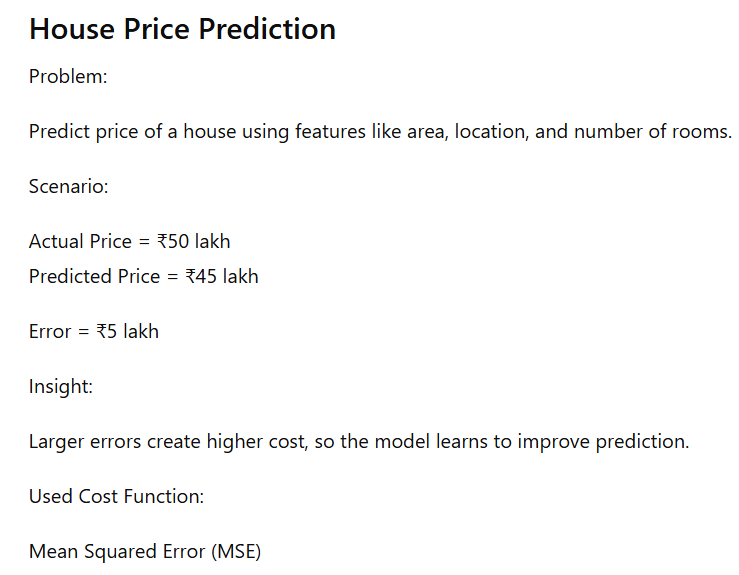 House Price Prediction
Problem:
Predict price of a house using features like area, location, and number of rooms.
Scenario:
Actual Price = ₹50 lakh
Predicted Price = ₹45 lakh
Error = ₹5 lakh
Insight:
Larger errors create higher cost, so the model learns to improve prediction.
Used Cost Function:
Mean Squared Error (MSE)